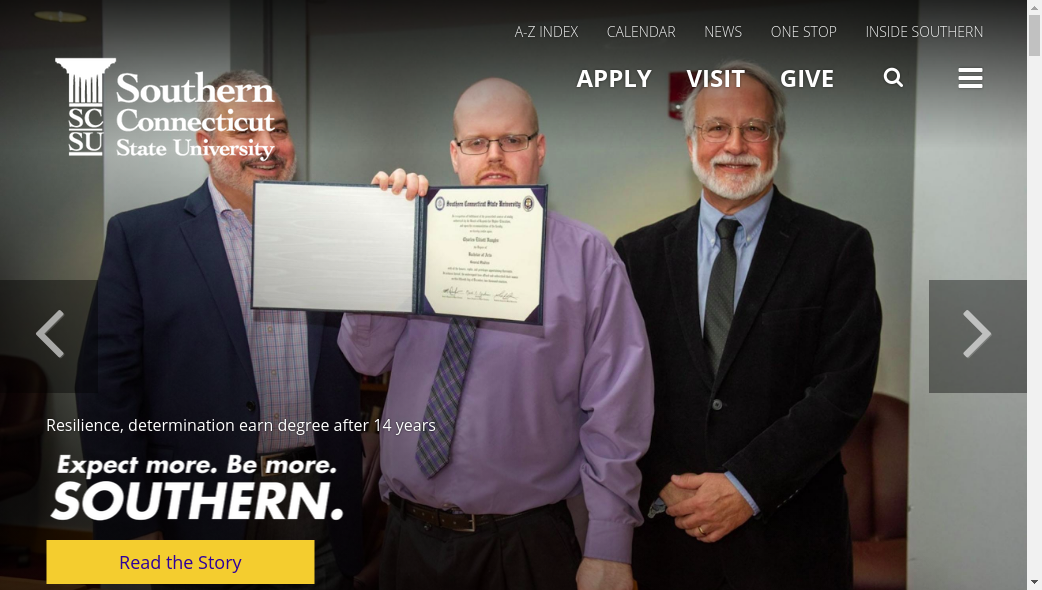 A-Z INDEX CALENDAR NEWS ONE STOP INSIDE SOUTHERN
APPLY VISIT GIVE
SC
SU
Southern
Connecticut
State University
Southern Connecticut State University
Bachelor of Arts
Resilience, determination earn degree after 14 years
Expect more. Be more.
SOUTHERN.
Read the Story